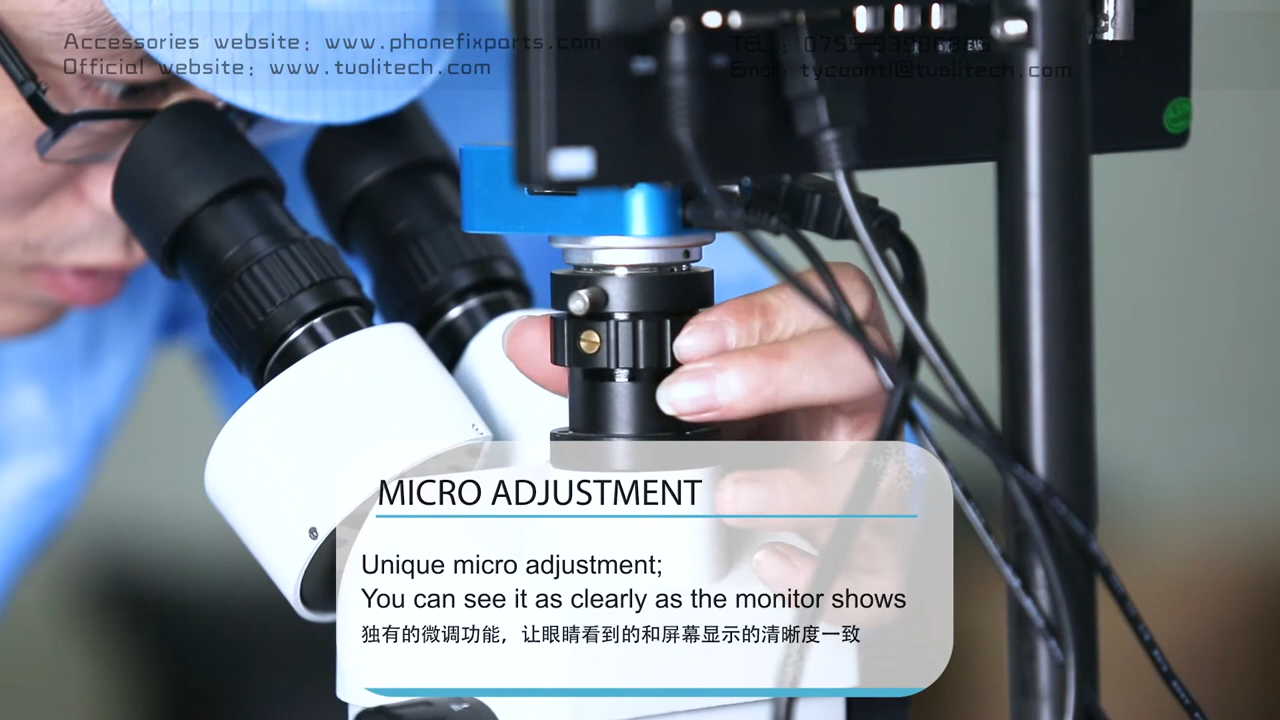 Accessories website: www.phonefixparts.com
Official website: www.tuolitech.com
Email: tycoontl@tuolitech.com
EAR
MICRO ADJUSTMENT
Unique micro adjustment;
You can see it as clearly as the monitor shows
独有的微调功能，让眼睛看到的和屏幕显示的清晰度一致